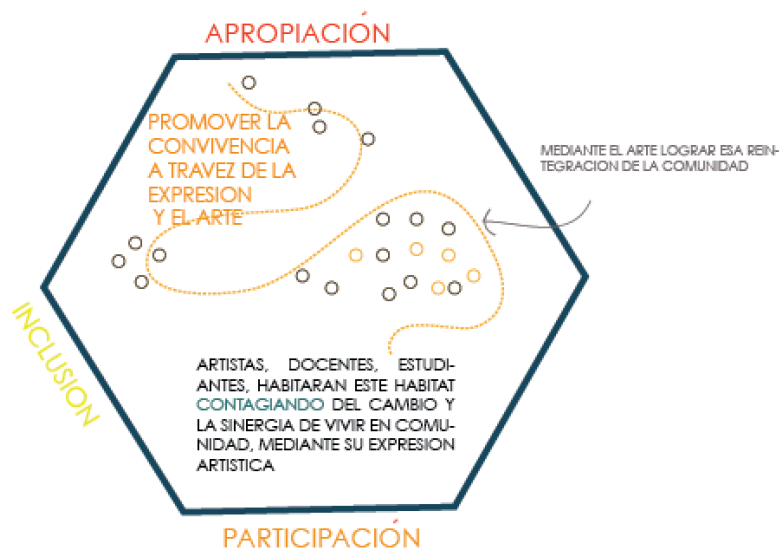 APROPIACIÓN
PROMOVER LA
CONVIVENCIA
A TRAVEZ DE LA
EXPRESION
Y EL ARTE
MEDIANTE EL ARTE LOGRAR ESA REIN-
TEGRACION DE LA COMUNIDAD
INCLUSION
ARTISTAS, DOCENTES, ESTUDI-
ANTES, HABITARAN ESTE HABITAT
CONTAGIANDO DEL CAMBIO Y
LA SINERGIA DE VIVIR EN COMU-
NIDAD, MEDIANTE SU EXPRESION
ARTISTICA
PARTICIPACIÓN